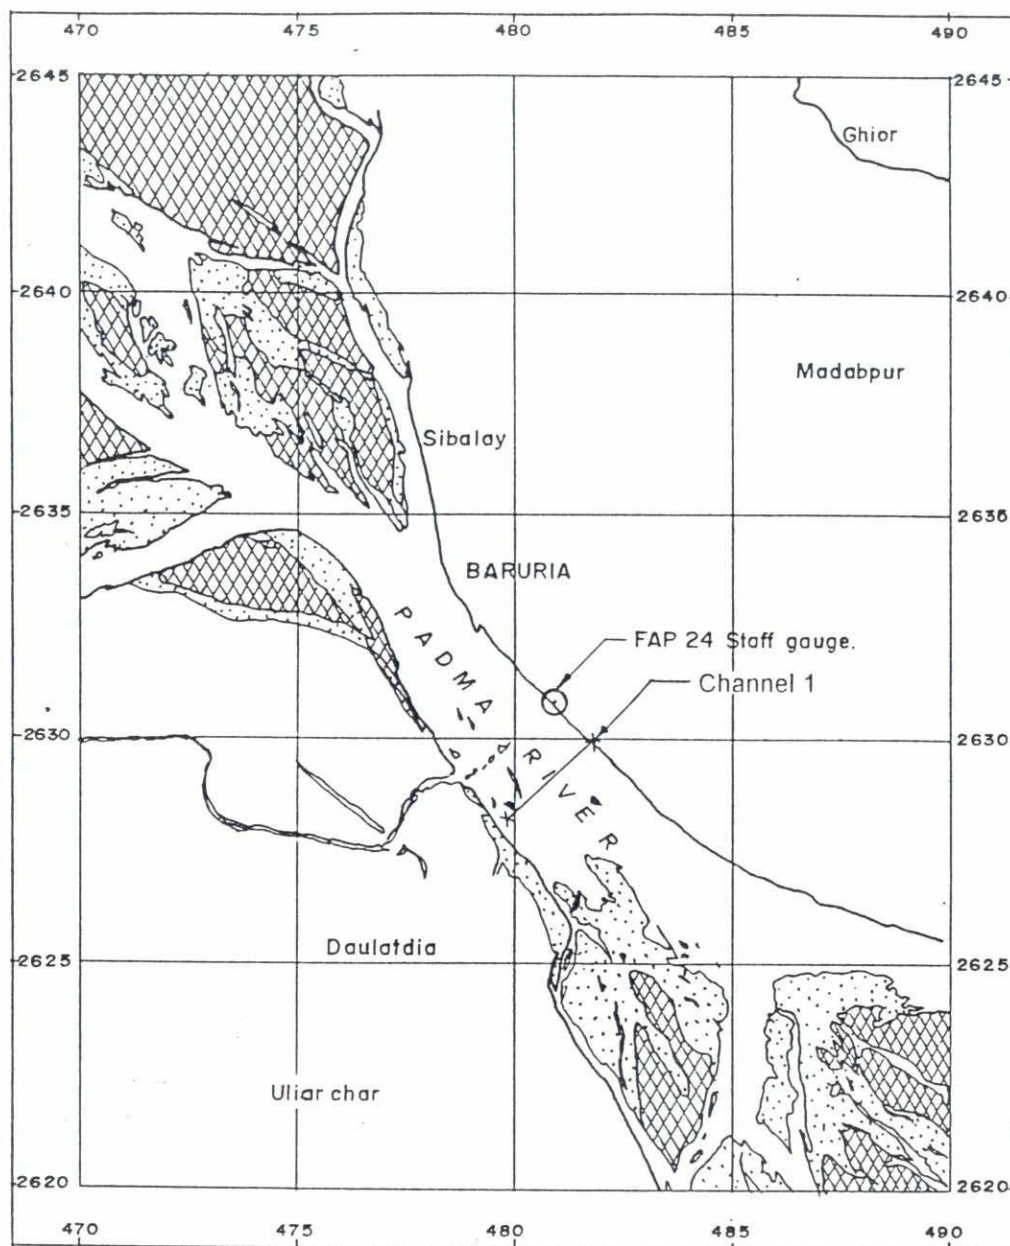 470 475 480 485 490
2645 2645
Ghior
2640 2640
Madabpur
Sibalay
2635 2635
BARURIA
FAP 24 Staff gauge.
Channel 1
PADMA RIVER
2630 2630
Daulatdia
2625 2625
Uliar char
2620 2620
470 475 480 485 490